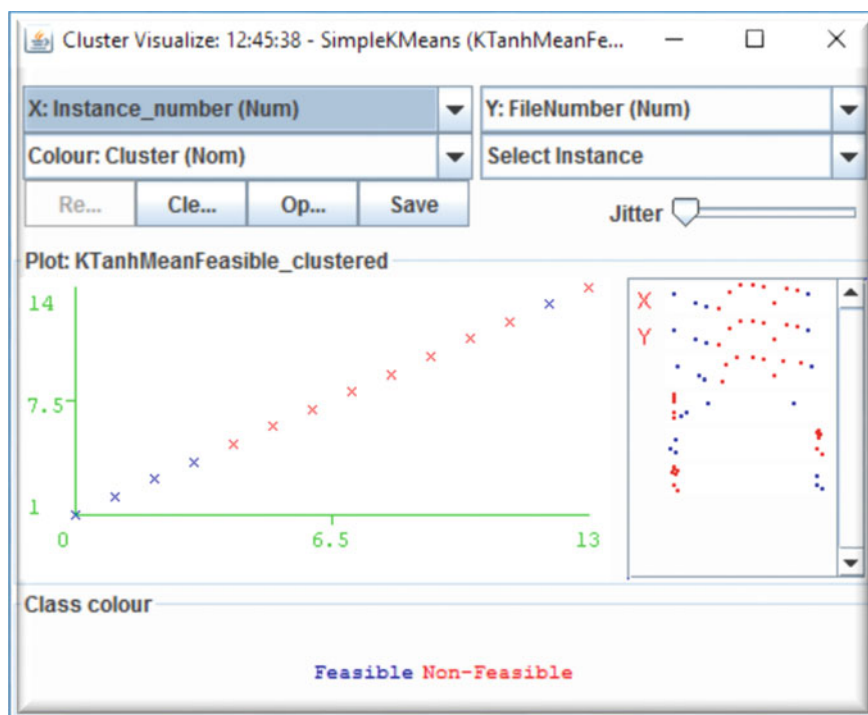 Cluster Visualize: 12:45:38 - SimpleKMeans (KTanhMeanFe...
X: Instance_number (Num) Y: FileNumber (Num)
Colour: Cluster (Nom) Select Instance
Re... Cle... Op... Save Jitter
Plot: KTanhMeanFeasible_clustered
14
7.5
1
0 6.5 13
X
Y
Class colour
Feasible Non-Feasible